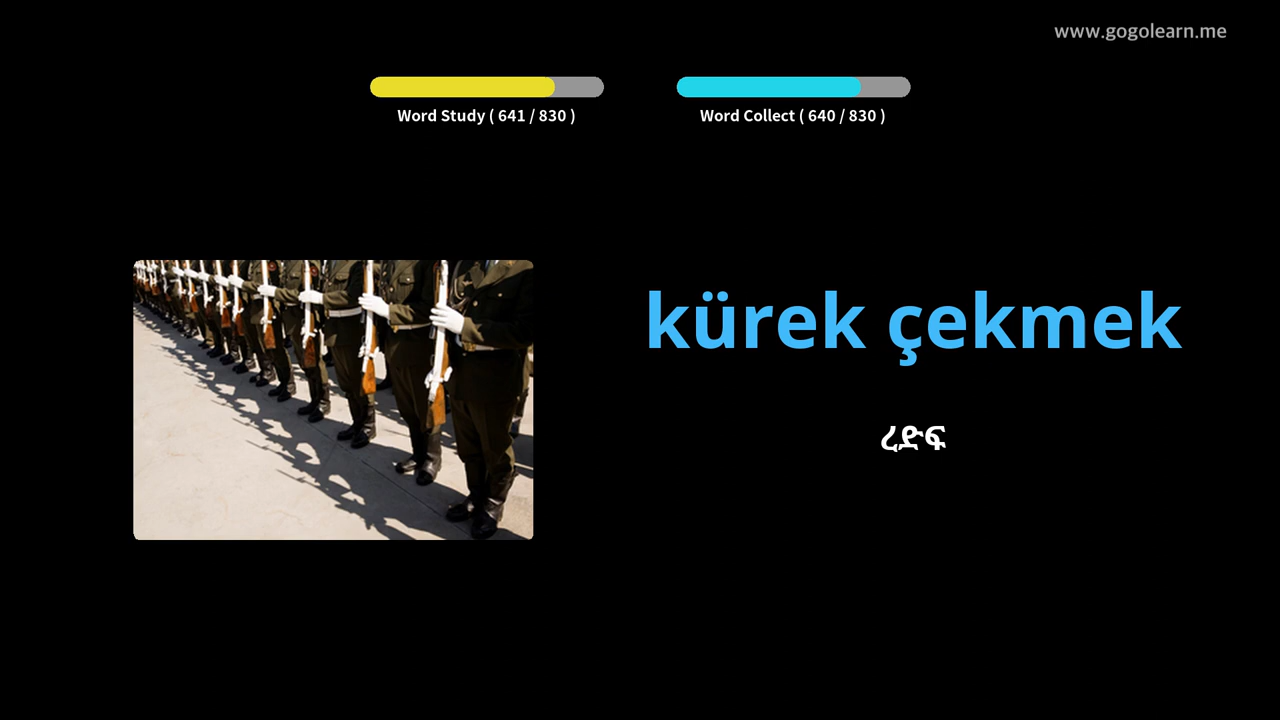 www.gogolearn.me
Word Study ( 641 / 830 )
Word Collect ( 640 / 830 )
kürek çekmek
ረድፍ